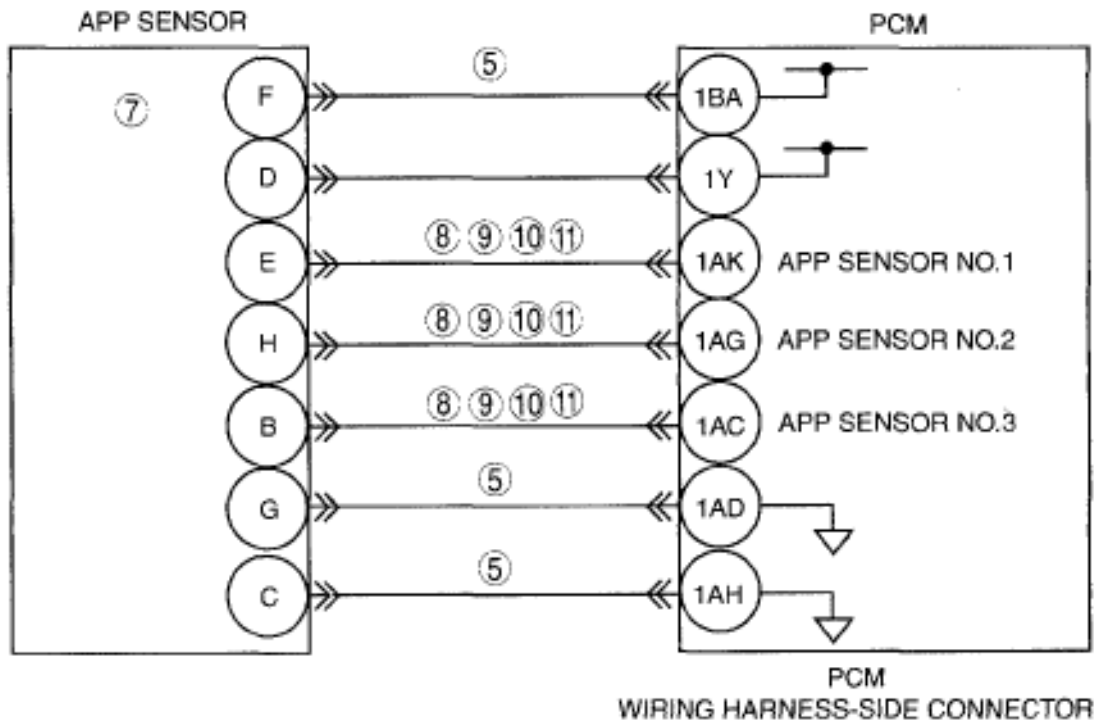 APP SENSOR PCM
⑤
F 1BA
⑦
D 1Y
⑧ ⑨ ⑩ ⑪
E 1AK APP SENSOR NO.1
⑧ ⑨ ⑩ ⑪
H 1AG APP SENSOR NO.2
⑧ ⑨ ⑩ ⑪
B 1AC APP SENSOR NO.3
⑤
G 1AD
⑤
C 1AH
PCM
WIRING HARNESS-SIDE CONNECTOR